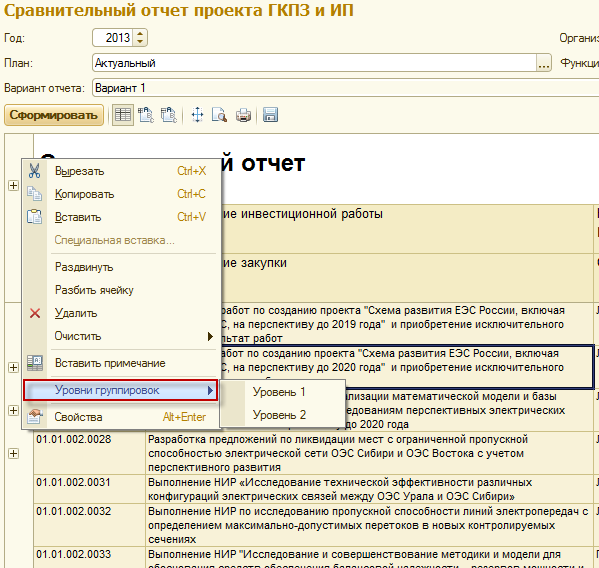 Сравнительный отчет проекта ГКПЗ и ИП
Год: 2013 Организ
План: Актуальный ... Функци
Вариант отчета: Вариант 1
Сформировать
й отчет
Вырезать Ctrl+X
Копировать Ctrl+C
Вставить Ctrl+V
Специальная вставка...
Раздвинуть
Разбить ячейку
Удалить
Очистить
Вставить примечание
Уровни группировок
Свойства Alt+Enter
Уровень 1
Уровень 2
ие инвестиционной работы
ие закупки
работ по созданию проекта "Схема развития ЕЭС России, включая
С, на перспективу до 2019 года" и приобретение исключительного
льтат работ
работ по созданию проекта "Схема развития ЕЭС России, включая
С, на перспективу до 2020 года" и приобретение исключительного
ализации математической модели и базы
ледованиям перспективных электрических
ду до 2020 года
01.01.002.0028 Разработка предложений по ликвидации мест с ограниченной пропускной
способностью электрической сети ОЭС Сибири и ОЭС Востока с учетом
перспективного развития
01.01.002.0031 Выполнение НИР «Исследование технической эффективности различных
конфигураций электрических связей между ОЭС Урала и ОЭС Сибири»
01.01.002.0032 Выполнение НИР по исследованию пропускной способности линий электропередач с
определением максимально-допустимых перетоков в новых контролируемых
сечениях
01.01.002.0033 Выполнение НИР "Исследование и совершенствование методики и модели для